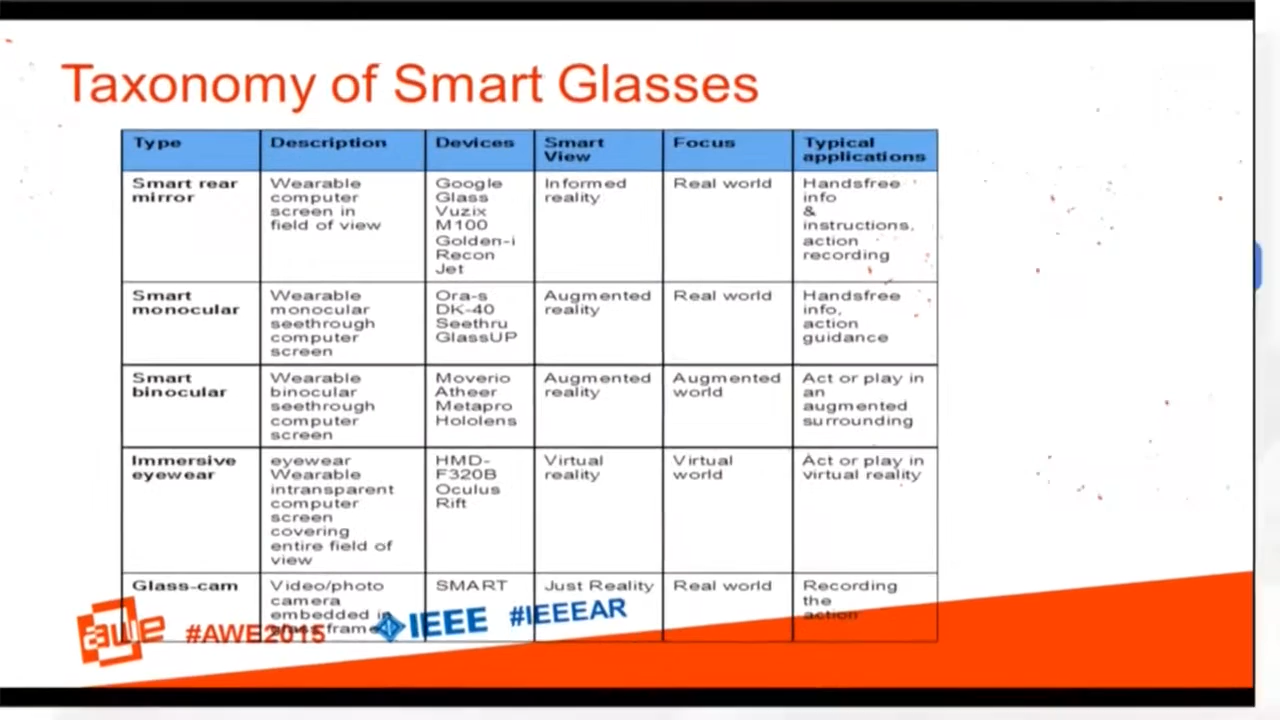 Taxonomy of Smart Glasses
Type
Description
Devices
Smart
View
Focus
Typical
applications
Smart rear
mirror
Wearable
computer
screen in
field of view
Google
Glass
Vuzix
M100
Golden-i
Recon
Jet
Informed
reality
Real world
Handsfree
info
&
instructions,
action
recording
Smart
monocular
Wearable
monocular
seethrough
computer
screen
Ora-s
DK-40
Seethru
GlassUP
Augmented
reality
Real world
Handsfree
info,
action
guidance
Smart
binocular
Wearable
binocular
seethrough
computer
screen
Moverio
Atheer
Metapro
Hololens
Augmented
reality
Augmented
world
Act or play in
an
augmented
surrounding
Immersive
eyewear
eyewear
Wearable
intransparent
computer
screen
covering
entire field of
view
HMD-
F320B
Oculus
Rift
Virtual
reality
Virtual
world
Act or play in
virtual reality
Glass-cam
Video/photo
camera
embedded in
frame
SMART
Just Reality
Real world
Recording
the
action
awe
#AWE2015
IEEE
#IEEEAR